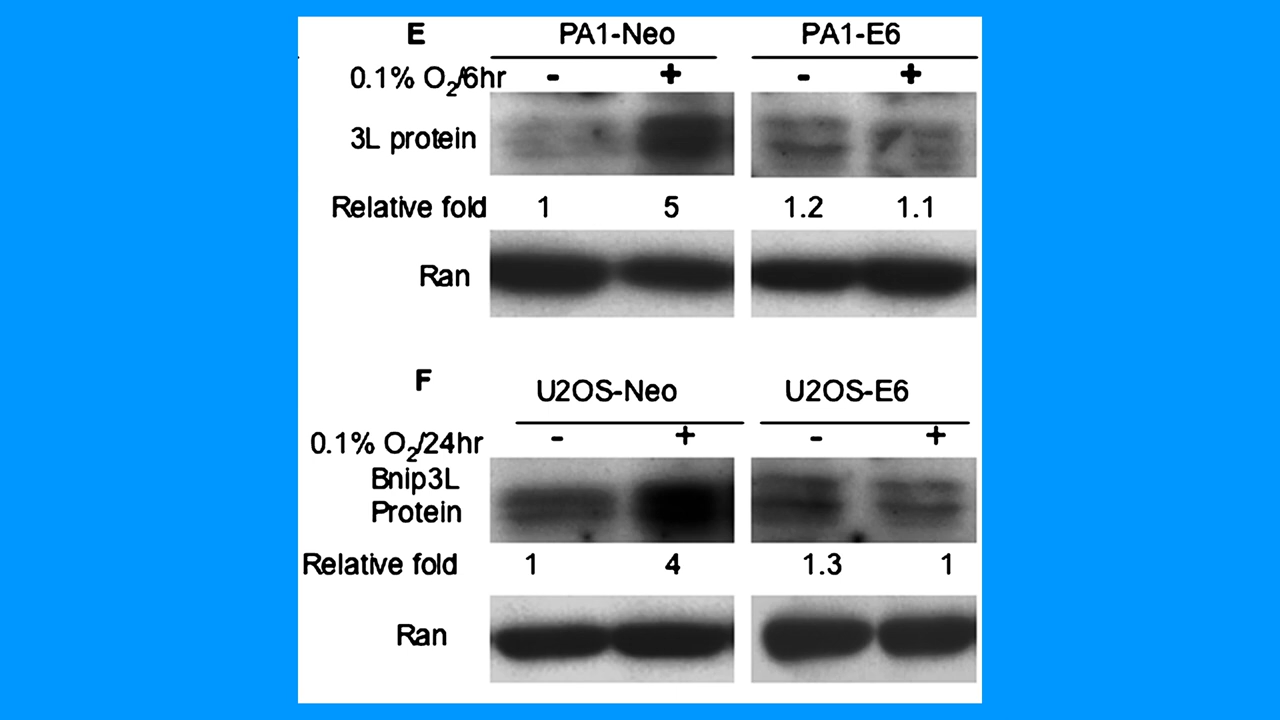 E PA1-Neo PA1-E6
0.1% O2/6hr - + - +
3L protein
Relative fold 1 5 1.2 1.1
Ran
F U2OS-Neo U2OS-E6
0.1% O2/24hr - + - +
Bnip3L
Protein
Relative fold 1 4 1.3 1
Ran